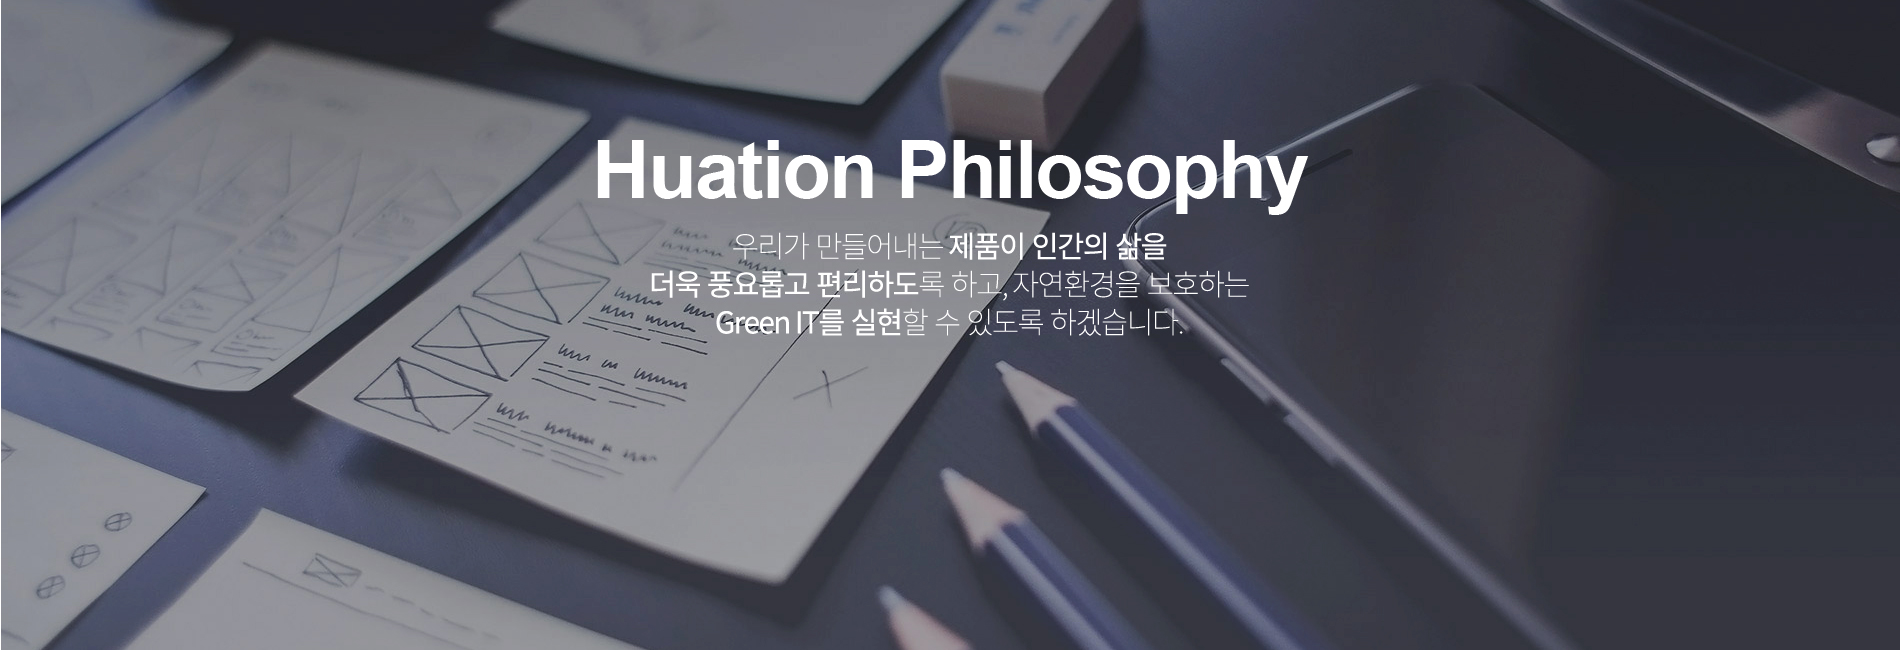 Huation Philosophy
우리가 만들어내는 제품이 인간의 삶을
더욱 풍요롭고 편리하도록 하고, 자연환경을 보호하는
Green IT를 실현할 수 있도록 하겠습니다.